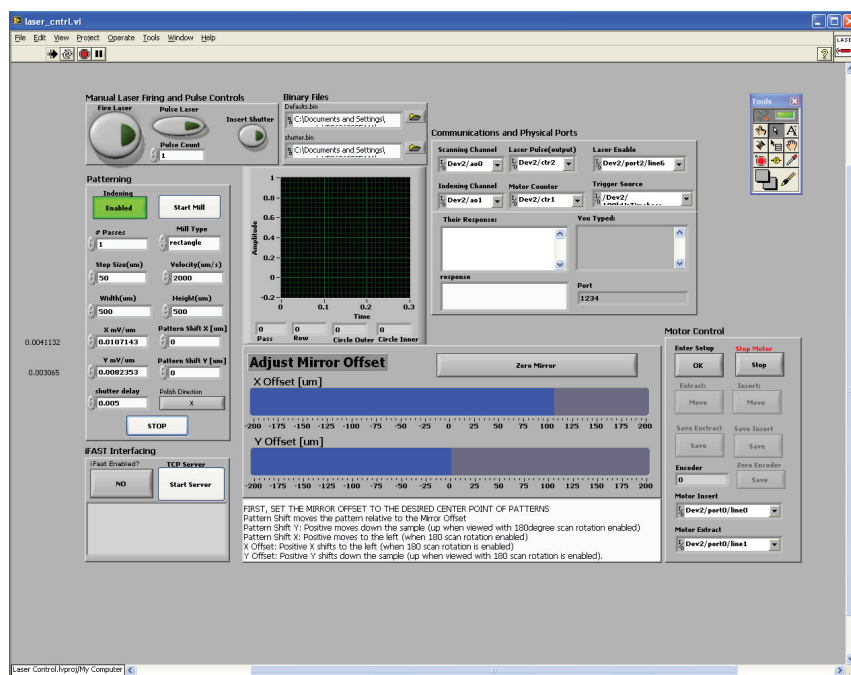 laser_cntrl.vi
File Edit View Project Operate Tools Window Help
LASE
Manual Laser Firing and Pulse Controls
Fire Laser
Pulse Laser
Insert Shutter
Pulse Count
1
Binary Files
Defaults.bin
C:\Documents and Settings\
shutter.bin
C:\Documents and Settings\
Communications and Physical Ports
Scanning Channel Laser Pulse(output) Laser Enable
Dev2/ao0 Dev2/ctr2 Dev2/port2/line6
Indexing Channel Motor Counter Trigger Source
Dev2/ao1 Dev2/ctr1 /Dev2/
Their Response: You Typed:
response
Port
1234
Tools
Patterning
Indexing
Enabled Start Mill
# Passes Mill Type
1 rectangle
Step Size(um) Velocity(um/s)
50 2000
Width(um) Height(um)
500 500
X mV/um Pattern Shift X [um]
0.0041132 0.0107143 0
Y mV/um Pattern Shift Y [um]
0.003065 0.0082353 0
shutter delay Polish Direction
0.005 X
STOP
Amplitude
1
0.8
0.6
0.4
0.2
0
-0.2
0 0.1 0.2 0.3
Time
0 0 0 0
Pass Row Circle Outer Circle Inner
Adjust Mirror Offset Zero Mirror
X Offset [um]
-200 -175 -150 -125 -100 -75 -50 -25 0 25 50 75 100 125 150 175 200
Y Offset [um]
-200 -175 -150 -125 -100 -75 -50 -25 0 25 50 75 100 125 150 175 200
FIRST, SET THE MIRROR OFFSET TO THE DESIRED CENTER POINT OF PATTERNS
Pattern Shift moves the pattern relative to the Mirror Offset
Pattern Shift Y: Positive moves down the sample (up when viewed with 180degree scan rotation enabled)
Pattern Shift X: Positive moves to the left (when 180 scan rotation is enabled)
X Offset: Positive X shifts to the left (when 180 scan rotation is enabled)
Y Offset: Positive Y shifts down the sample (up when viewed with 180 scan rotation is enabled).
iFAST Interfacing
iFast Enabled? TCP Server
NO Start Server
Motor Control
Enter Setup Stop Motor
OK Stop
Extract: Insert:
Move Move
Save Exctract Save Insert
Save Save
Encoder Zero Encoder
0 Save
Motor Insert
Dev2/port0/line0
Motor Extract
Dev2/port0/line1
Laser Control.lvproj/My Computer